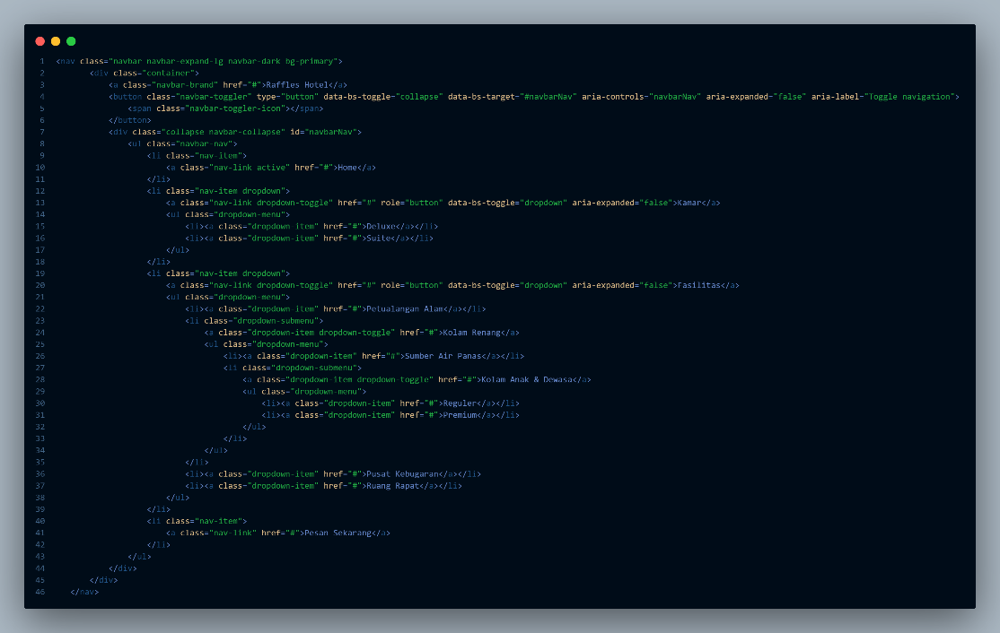 1 <nav class="navbar navbar-expand-lg navbar-dark bg-primary">
2 <div class="container">
3 <a class="navbar-brand" href="#">Raffles Hotel</a>
4 <button class="navbar-toggler" type="button" data-bs-toggle="collapse" data-bs-target="#navbarNav" aria-controls="navbarNav" aria-expanded="false" aria-label="Toggle navigation">
5 <span class="navbar-toggler-icon"></span>
6 </button>
7 <div class="collapse navbar-collapse" id="navbarNav">
8 <ul class="navbar-nav">
9 <li class="nav-item">
10 <a class="nav-link active" href="#">Home</a>
11 </li>
12 <li class="nav-item dropdown">
13 <a class="nav-link dropdown-toggle" href="#" role="button" data-bs-toggle="dropdown" aria-expanded="false">Kamar</a>
14 <ul class="dropdown-menu">
15 <li><a class="dropdown-item" href="#">Deluxe</a></li>
16 <li><a class="dropdown-item" href="#">Suite</a></li>
17 </ul>
18 </li>
19 <li class="nav-item dropdown">
20 <a class="nav-link dropdown-toggle" href="#" role="button" data-bs-toggle="dropdown" aria-expanded="false">Fasilitas</a>
21 <ul class="dropdown-menu">
22 <li><a class="dropdown-item" href="#">Petualangan Alam</a></li>
23 <li class="dropdown-submenu">
24 <a class="dropdown-item dropdown-toggle" href="#">Kolam Renang</a>
25 <ul class="dropdown-menu">
26 <li><a class="dropdown-item" href="#">Sumber Air Panas</a></li>
27 <li class="dropdown-submenu">
28 <a class="dropdown-item dropdown-toggle" href="#">Kolam Anak & Dewasa</a>
29 <ul class="dropdown-menu">
30 <li><a class="dropdown-item" href="#">Reguler</a></li>
31 <li><a class="dropdown-item" href="#">Premium</a></li>
32 </ul>
33 </li>
34 </ul>
35 </li>
36 <li><a class="dropdown-item" href="#">Pusat Kebugaran</a></li>
37 <li><a class="dropdown-item" href="#">Ruang Rapat</a></li>
38 </ul>
39 </li>
40 <li class="nav-item">
41 <a class="nav-link" href="#">Pesan Sekarang</a>
42 </li>
43 </ul>
44 </div>
45 </div>
46 </nav>